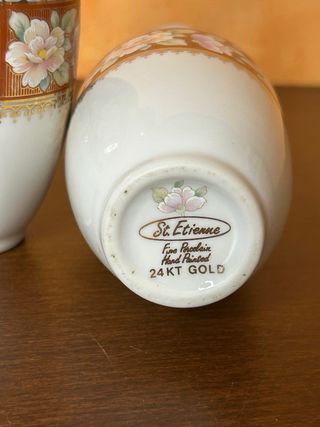 St. Etienne
Fine Porcelain
Hand Painted
24KT GOLD